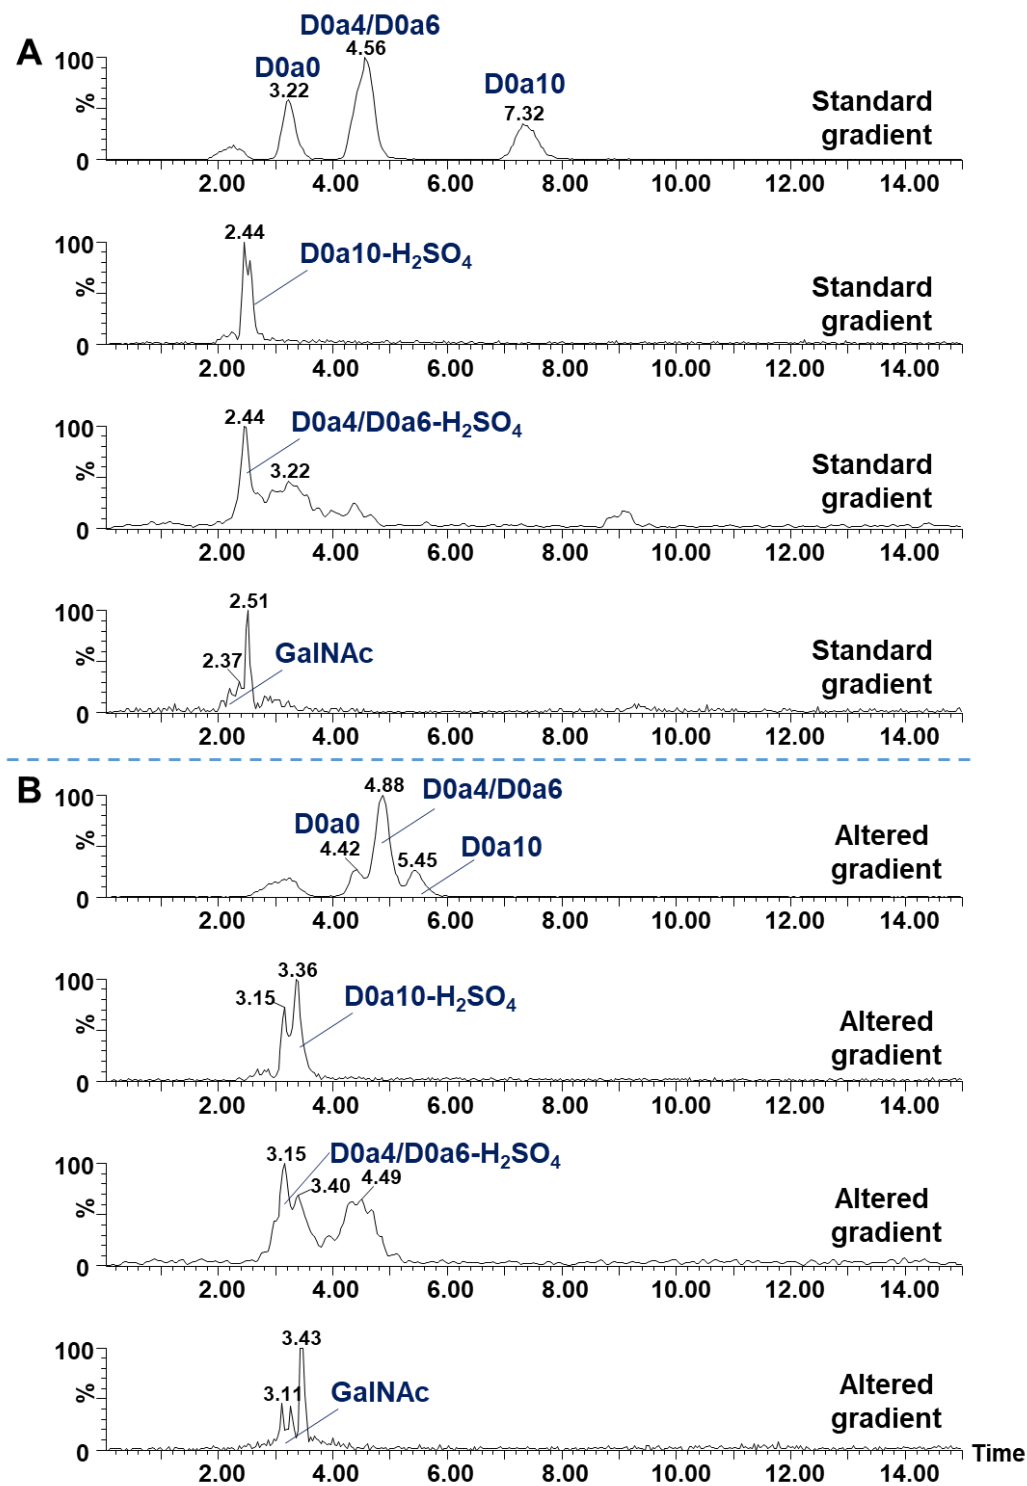 A
D0a4/D0a6
4.56
D0a0
3.22
D0a10
7.32
100
%
0
Standard
gradient
2.00 4.00 6.00 8.00 10.00 12.00 14.00
2.44
D0a10-H₂SO₄
100
%
0
Standard
gradient
2.00 4.00 6.00 8.00 10.00 12.00 14.00
2.44
D0a4/D0a6-H₂SO₄
3.22
100
%
0
Standard
gradient
2.00 4.00 6.00 8.00 10.00 12.00 14.00
2.51
2.37
GalNAc
100
%
0
Standard
gradient
2.00 4.00 6.00 8.00 10.00 12.00 14.00
B
4.88
D0a4/D0a6
D0a0
4.42
5.45
D0a10
100
%
0
Altered
gradient
2.00 4.00 6.00 8.00 10.00 12.00 14.00
3.36
3.15
D0a10-H₂SO₄
100
%
0
Altered
gradient
2.00 4.00 6.00 8.00 10.00 12.00 14.00
3.15
D0a4/D0a6-H₂SO₄
3.40
4.49
100
%
0
Altered
gradient
2.00 4.00 6.00 8.00 10.00 12.00 14.00
3.43
3.11
GalNAc
100
%
0
Altered
gradient
Time
2.00 4.00 6.00 8.00 10.00 12.00 14.00